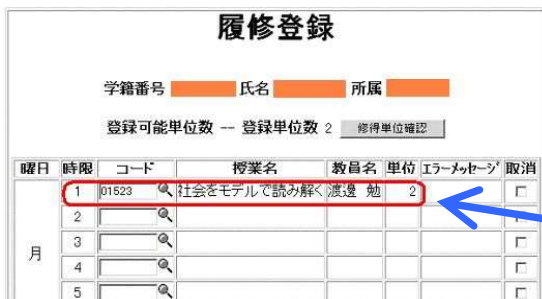 履修登録
学籍番号 氏名 所属
登録可能単位数 -- 登録単位数 2 修得単位確認
曜日 時限 コード 授業名 教員名 単位 エラーメッセージ 取消
月
1 01523 社会をモデルで読み解く 渡邊 勉 2
2
3
4
5